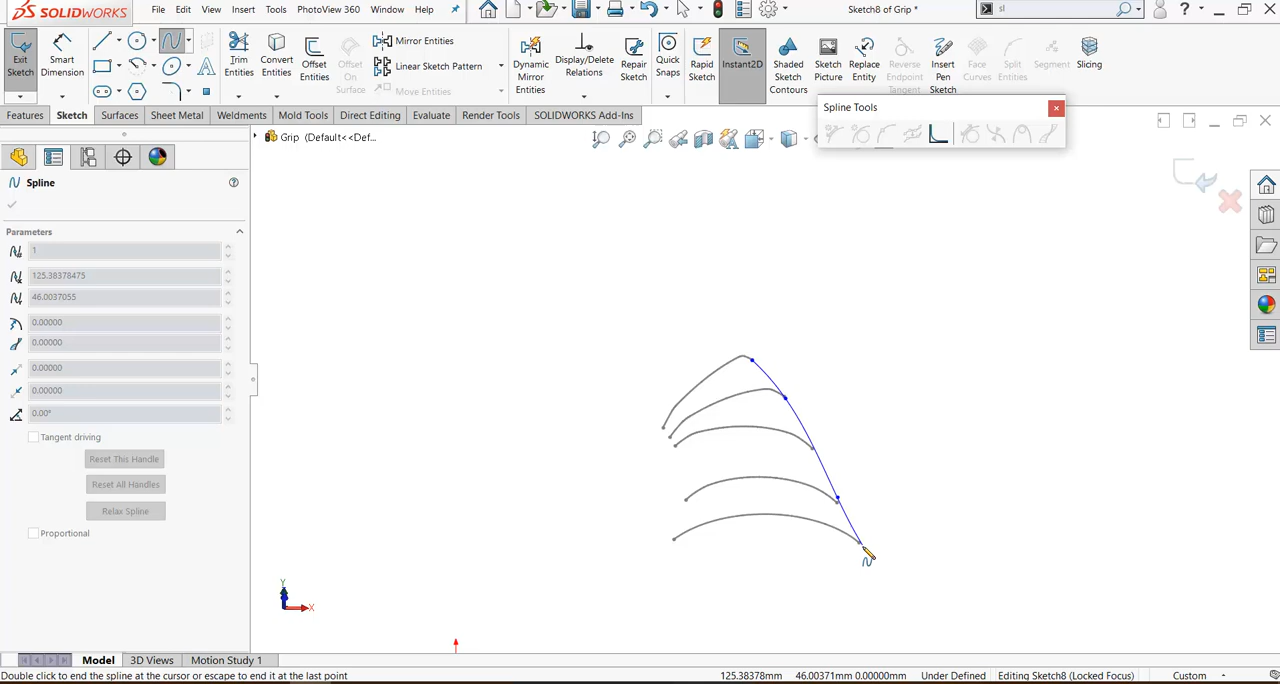 SOLIDWORKS
File Edit View Insert Tools PhotoView 360 Window Help
Sketch8 of Grip *
sl
Exit Sketch
Smart Dimension
Trim Entities
Convert Entities
Offset Entities
Offset On Surface
Mirror Entities
Linear Sketch Pattern
Move Entities
Display/Delete Relations
Dynamic Mirror Entities
Repair Sketch
Quick Snaps
Rapid Sketch
Instant2D
Shaded Sketch Contours
Sketch Picture
Replace Entity
Reverse Endpoint Tangent
Insert Pen Sketch
Face Curves
Split Entities
Segment
Slicing
Spline Tools
Features Sketch Surfaces Sheet Metal Weldments Mold Tools Direct Editing Evaluate Render Tools SOLIDWORKS Add-Ins
Grip (Default<<Def...
Spline
Parameters
1
125.38378475
46.0037055
0.00000
0.00000
0.00000
0.00000
0.00°
Tangent driving
Reset This Handle
Reset All Handles
Relax Spline
Proportional
Y
X
Model 3D Views Motion Study 1
Double click to end the spline at the cursor or escape to end it at the last point
125.38378mm 46.00371mm 0.00000mm Under Defined Editing Sketch8 (Locked Focus) Custom